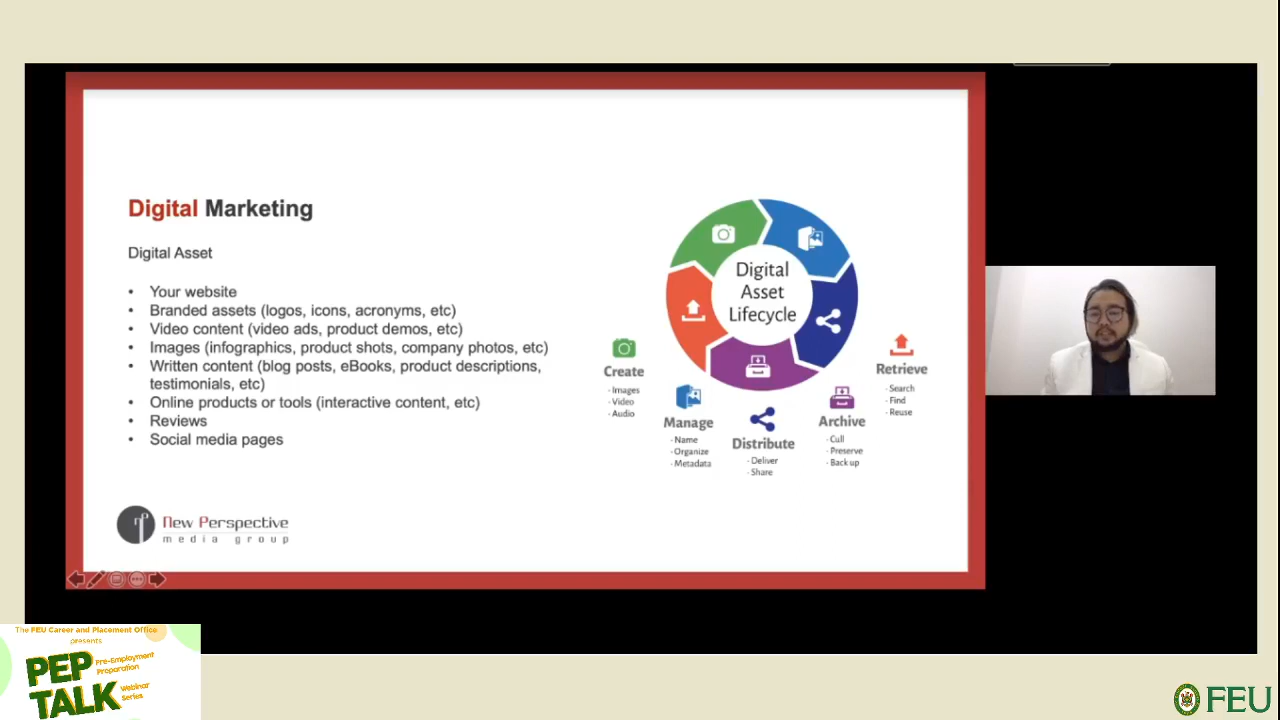 Digital Marketing
Digital Asset
• Your website
• Branded assets (logos, icons, acronyms, etc)
• Video content (video ads, product demos, etc)
• Images (infographics, product shots, company photos, etc)
• Written content (blog posts, eBooks, product descriptions,
testimonials, etc)
• Online products or tools (interactive content, etc)
• Reviews
• Social media pages
New Perspective
media group
Digital
Asset
Lifecycle
Create
- Images
- Video
- Audio
Manage
- Name
- Organize
- Metadata
Distribute
- Deliver
- Share
Archive
- Cull
- Preserve
- Back up
Retrieve
- Search
- Find
- Reuse
The FEU Career and Placement Office
presents
PEP
TALK
Pre-Employment
Preparation
Webinar
Series
FEU